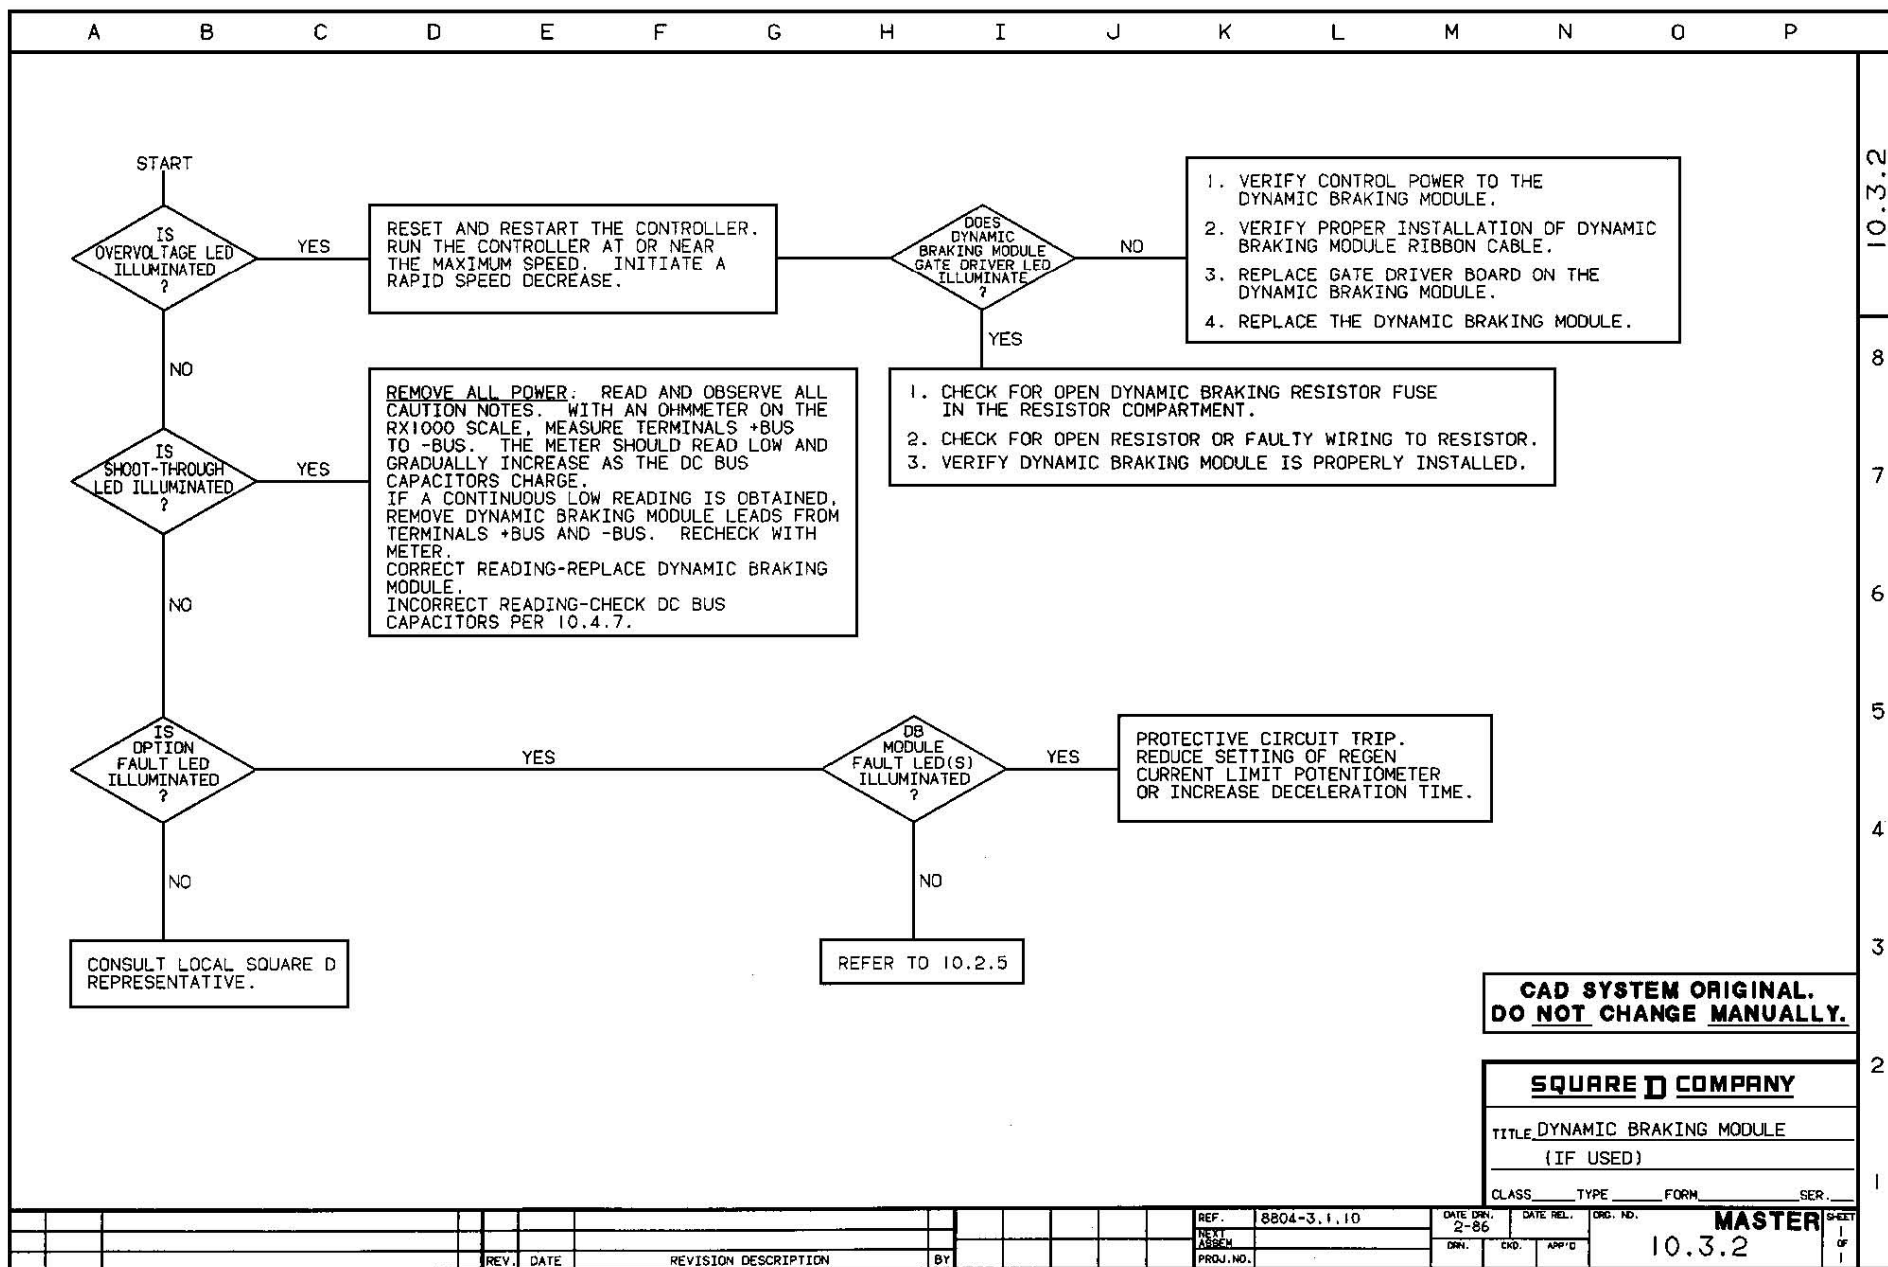 A B C D E F G H I J K L M N O P
10.3.2
8
7
6
5
4
3
2
1
START
IS
OVERVOLTAGE LED
ILLUMINATED
?
YES
NO
RESET AND RESTART THE CONTROLLER.
RUN THE CONTROLLER AT OR NEAR
THE MAXIMUM SPEED. INITIATE A
RAPID SPEED DECREASE.
DOES
DYNAMIC
BRAKING MODULE
GATE DRIVER LED
ILLUMINATE
?
NO
YES
1. VERIFY CONTROL POWER TO THE
DYNAMIC BRAKING MODULE.
2. VERIFY PROPER INSTALLATION OF DYNAMIC
BRAKING MODULE RIBBON CABLE.
3. REPLACE GATE DRIVER BOARD ON THE
DYNAMIC BRAKING MODULE.
4. REPLACE THE DYNAMIC BRAKING MODULE.
1. CHECK FOR OPEN DYNAMIC BRAKING RESISTOR FUSE
IN THE RESISTOR COMPARTMENT.
2. CHECK FOR OPEN RESISTOR OR FAULTY WIRING TO RESISTOR.
3. VERIFY DYNAMIC BRAKING MODULE IS PROPERLY INSTALLED.
IS
SHOOT-THROUGH
LED ILLUMINATED
?
YES
NO
REMOVE ALL POWER. READ AND OBSERVE ALL
CAUTION NOTES. WITH AN OHMMETER ON THE
RX1000 SCALE, MEASURE TERMINALS +BUS
TO -BUS. THE METER SHOULD READ LOW AND
GRADUALLY INCREASE AS THE DC BUS
CAPACITORS CHARGE.
IF A CONTINUOUS LOW READING IS OBTAINED,
REMOVE DYNAMIC BRAKING MODULE LEADS FROM
TERMINALS +BUS AND -BUS. RECHECK WITH
METER.
CORRECT READING-REPLACE DYNAMIC BRAKING
MODULE.
INCORRECT READING-CHECK DC BUS
CAPACITORS PER 10.4.7.
IS
OPTION
FAULT LED
ILLUMINATED
?
YES
NO
DB
MODULE
FAULT LED(S)
ILLUMINATED
?
YES
NO
PROTECTIVE CIRCUIT TRIP.
REDUCE SETTING OF REGEN
CURRENT LIMIT POTENTIOMETER
OR INCREASE DECELERATION TIME.
CONSULT LOCAL SQUARE D
REPRESENTATIVE.
REFER TO 10.2.5
CAD SYSTEM ORIGINAL.
DO NOT CHANGE MANUALLY.
SQUARE D COMPANY
TITLE DYNAMIC BRAKING MODULE
(IF USED)
CLASS TYPE FORM SER.
REV. DATE REVISION DESCRIPTION BY
REF. 8804-3.1.10
NEXT
ASSEM
PROJ.NO.
DATE DRN. DATE REL.
2-86
DRN. CKD. APP'D
DRG. NO. MASTER
10.3.2
SHEET
1
OF
1